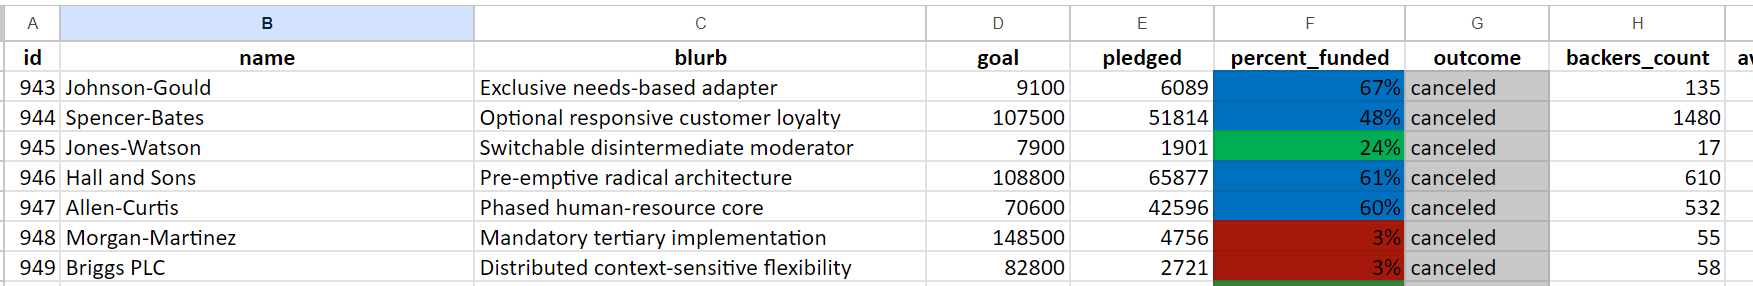 A B C D E F G H
id name blurb goal pledged percent_funded outcome backers_count av
943 Johnson-Gould Exclusive needs-based adapter 9100 6089 67% canceled 135
944 Spencer-Bates Optional responsive customer loyalty 107500 51814 48% canceled 1480
945 Jones-Watson Switchable disintermediate moderator 7900 1901 24% canceled 17
946 Hall and Sons Pre-emptive radical architecture 108800 65877 61% canceled 610
947 Allen-Curtis Phased human-resource core 70600 42596 60% canceled 532
948 Morgan-Martinez Mandatory tertiary implementation 148500 4756 3% canceled 55
949 Briggs PLC Distributed context-sensitive flexibility 82800 2721 3% canceled 58